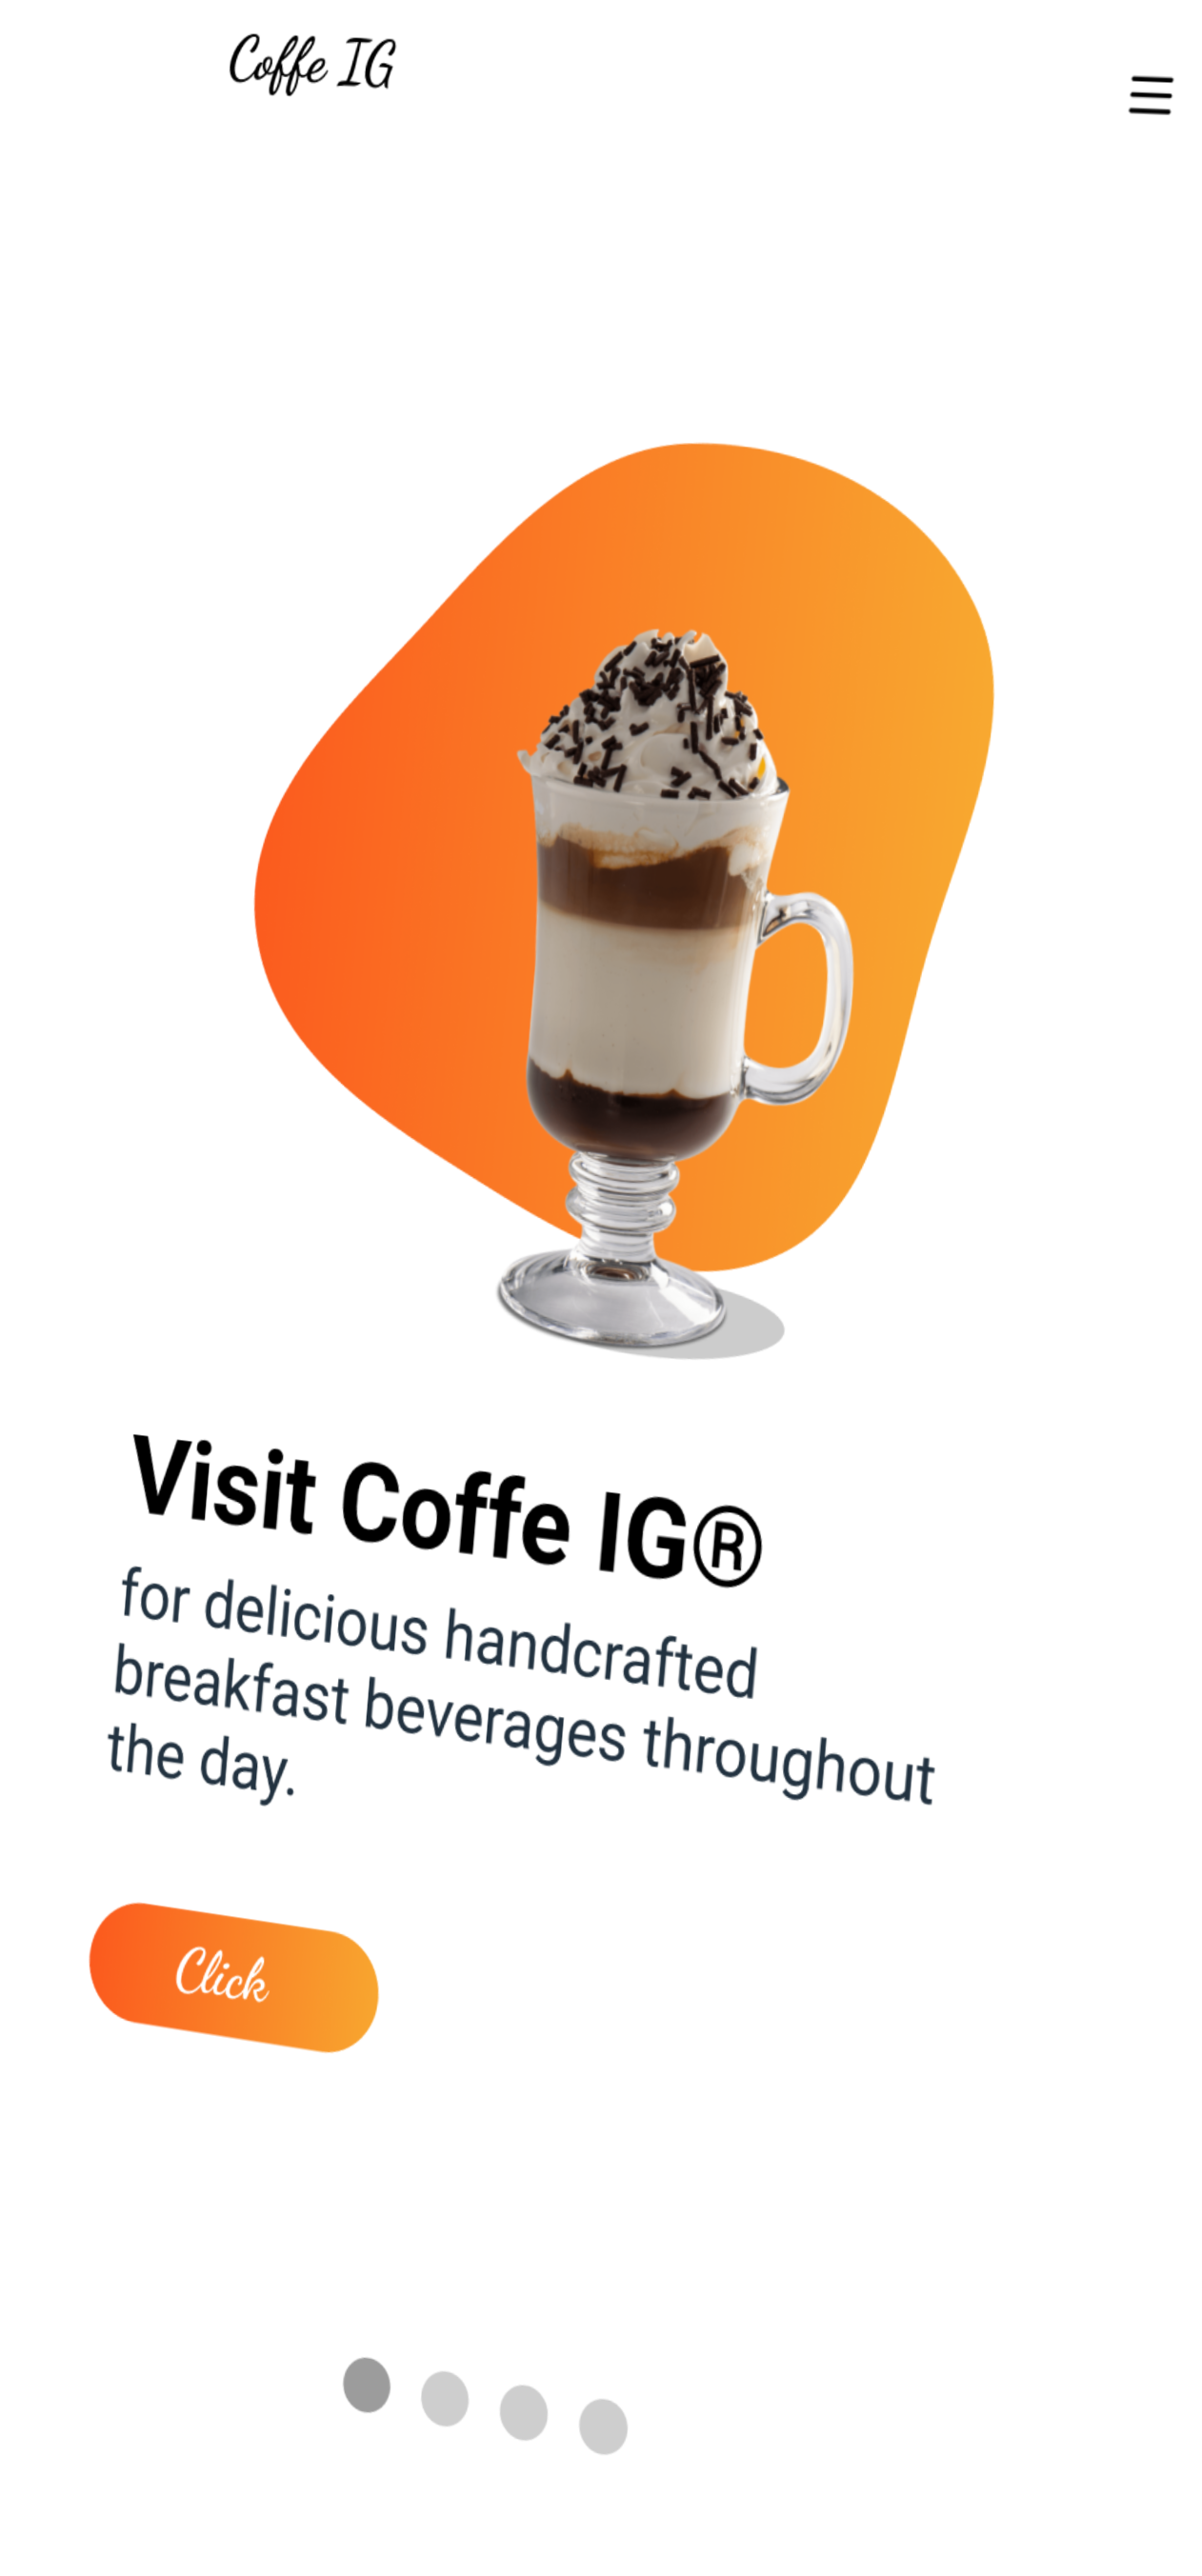 Coffe IG
Visit Coffe IG®
for delicious handcrafted
breakfast beverages throughout
the day.
Click